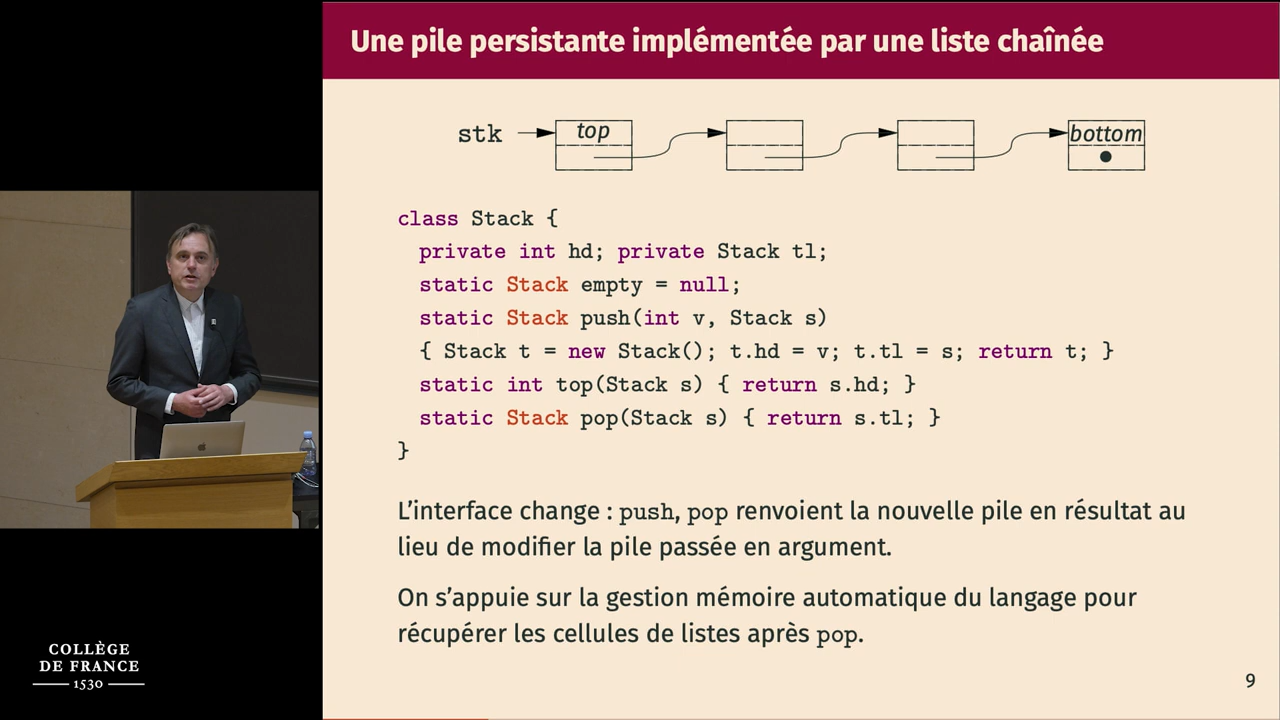 Une pile persistante implémentée par une liste chaînée
stk
top
bottom
class Stack {
private int hd; private Stack tl;
static Stack empty = null;
static Stack push(int v, Stack s)
{ Stack t = new Stack(); t.hd = v; t.tl = s; return t; }
static int top(Stack s) { return s.hd; }
static Stack pop(Stack s) { return s.tl; }
}
L’interface change : push, pop renvoient la nouvelle pile en résultat au
lieu de modifier la pile passée en argument.
On s’appuie sur la gestion mémoire automatique du langage pour
récupérer les cellules de listes après pop.
9
COLLÈGE
DE FRANCE
1530